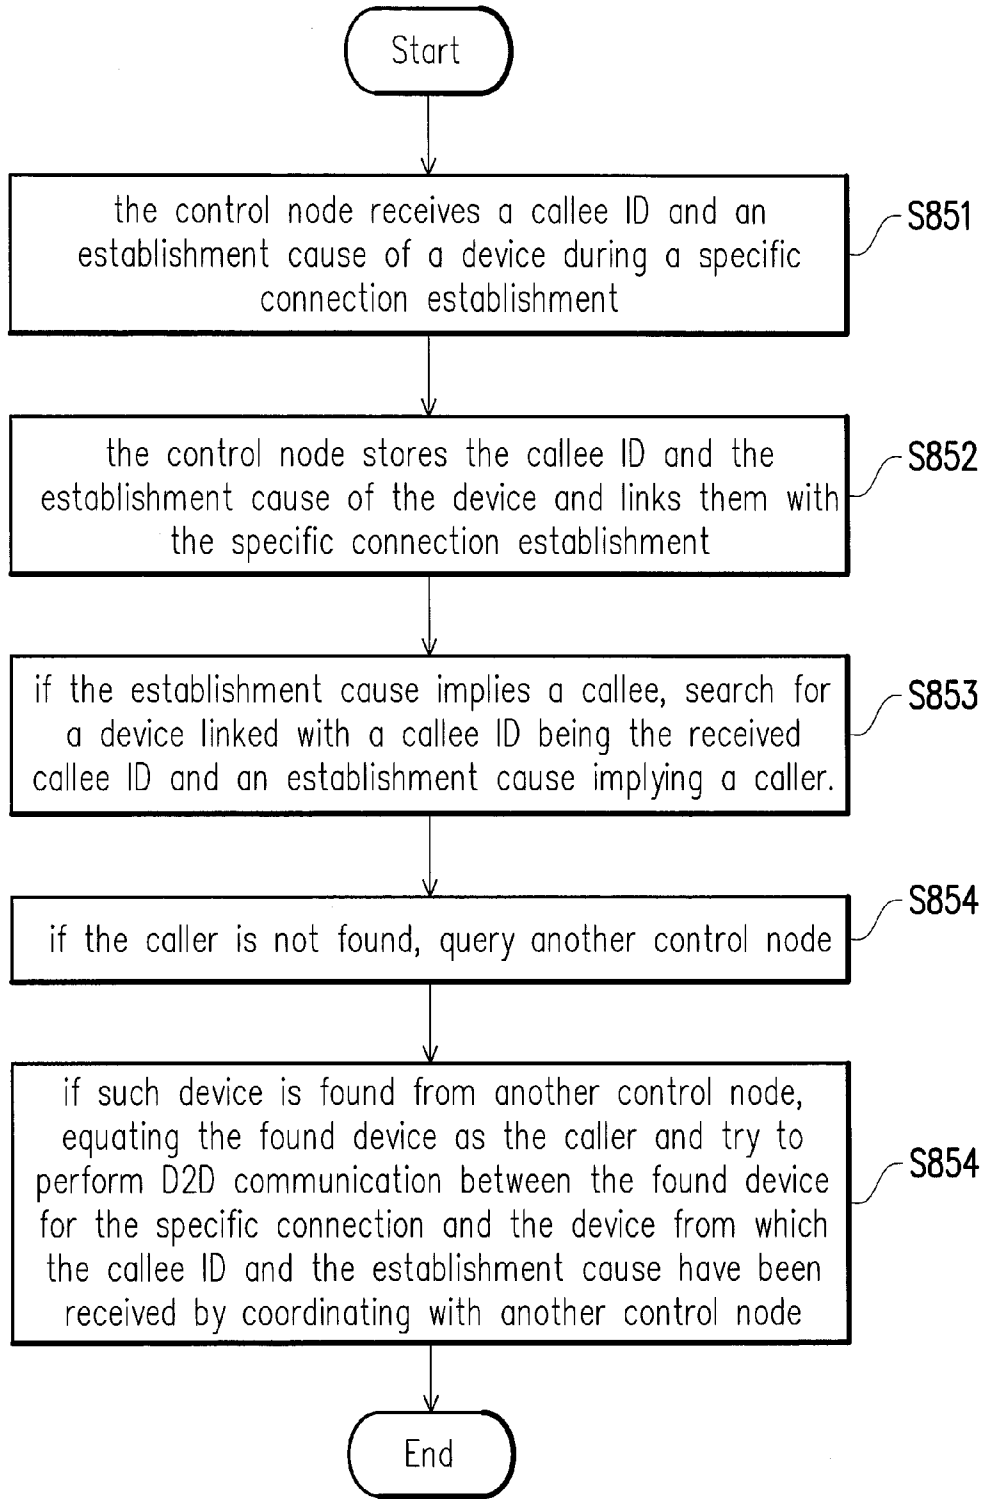 Start
the control node receives a callee ID and an
establishment cause of a device during a specific
connection establishment
S851
the control node stores the callee ID and the
establishment cause of the device and links them with
the specific connection establishment
S852
if the establishment cause implies a callee, search for
a device linked with a callee ID being the received
callee ID and an establishment cause implying a caller.
S853
if the caller is not found, query another control node
S854
if such device is found from another control node,
equating the found device as the caller and try to
perform D2D communication between the found device
for the specific connection and the device from which
the callee ID and the establishment cause have been
received by coordinating with another control node
S854
End